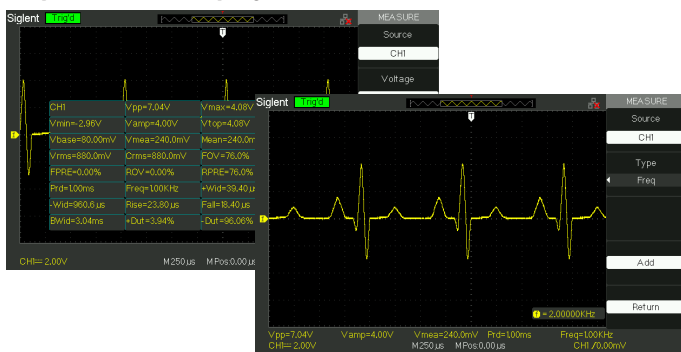 Siglent Trig'd MEASURE
Source
CH1
Voltage
CH1 Vpp=7.04V Vmax=4.08V
Vmin=-2.96V Vamp=4.00V Vtop=4.08V
Vbase=80.00mV Vmea=240.0mV Mean=240.0m
Vrms=880.0mV Crms=880.0mV FOV=76.0%
FPRE=0.00% ROV=0.00% RPRE=76.0%
Prd=1.00ms Freq=1.00KHz +Wid=39.40 µs
-Wid=960.6 µs Rise=23.80 µs Fall=18.40 µs
BWid=3.04ms +Dut=3.94% -Dut=96.06%
CH1 2.00V M 250 µs M Pos:0.00 µs
Siglent Trig'd MEASURE
Source
CH1
Type
Freq
Add
1 = 2.00000KHz
Return
Vpp=7.04V Vamp=4.00V Vmea=240.0mV Prd=1.00ms Freq=1.00KHz
CH1 2.00V M 250 µs M Pos:0.00 µs CH1 /0.00mV